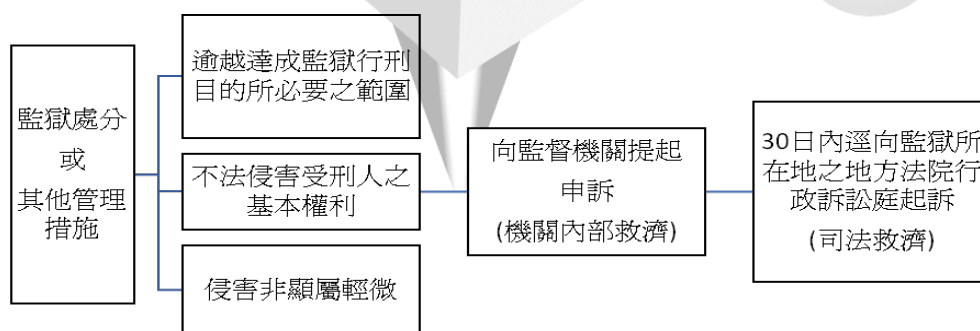 監獄處分
或
其他管理
措施
逾越達成監獄行刑
目的所必要之範圍
不法侵害受刑人之
基本權利
侵害非顯屬輕微
向監督機關提起
申訴
(機關內部救濟)
30日內逕向監獄所
在地之地方法院行
政訴訟庭起訴
(司法救濟)